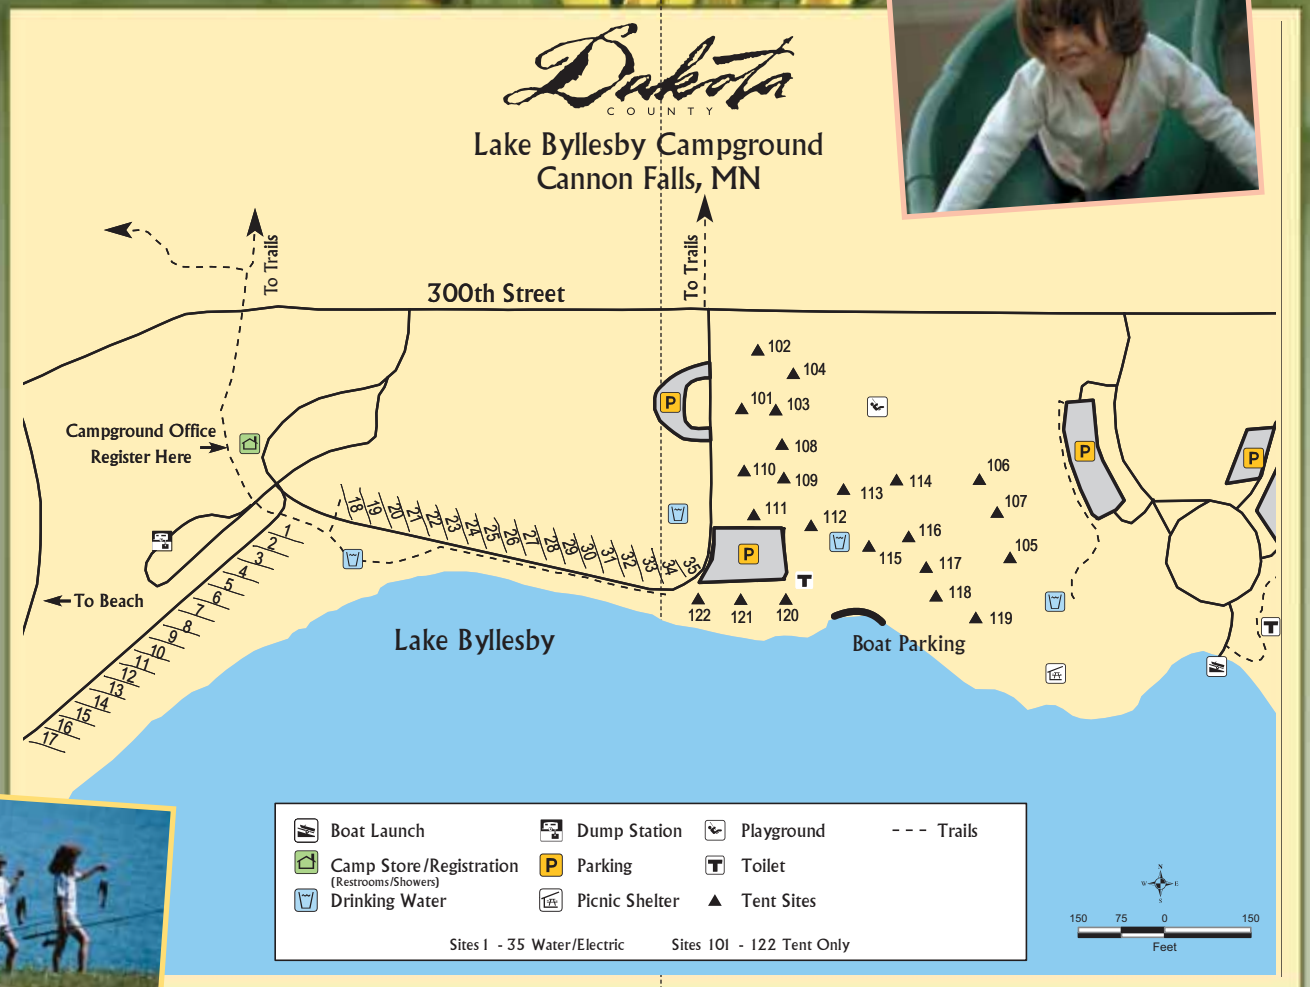 Dakota
COUNTY
Lake Byllesby Campground
Cannon Falls, MN
To Trails
To Trails
300th Street
102
104
101
103
P
108
Campground Office
Register Here
110
109
106
113
114
P
P
107
111
112
18
19
20
21
22
23
24
25
26
27
28
29
30
31
32
33
34
35
1
2
3
4
5
6
7
8
9
10
11
12
13
14
15
16
17
P
116
105
115
117
T
118
To Beach
122
121
120
119
T
Lake Byllesby
Boat Parking
Boat Launch
Dump Station
Playground
Trails
Camp Store/Registration
(Restrooms/Showers)
P
Parking
T
Toilet
Drinking Water
Picnic Shelter
Tent Sites
Sites 1 - 35 Water/Electric
Sites 101 - 122 Tent Only
N
W
E
S
150
75
0
150
Feet